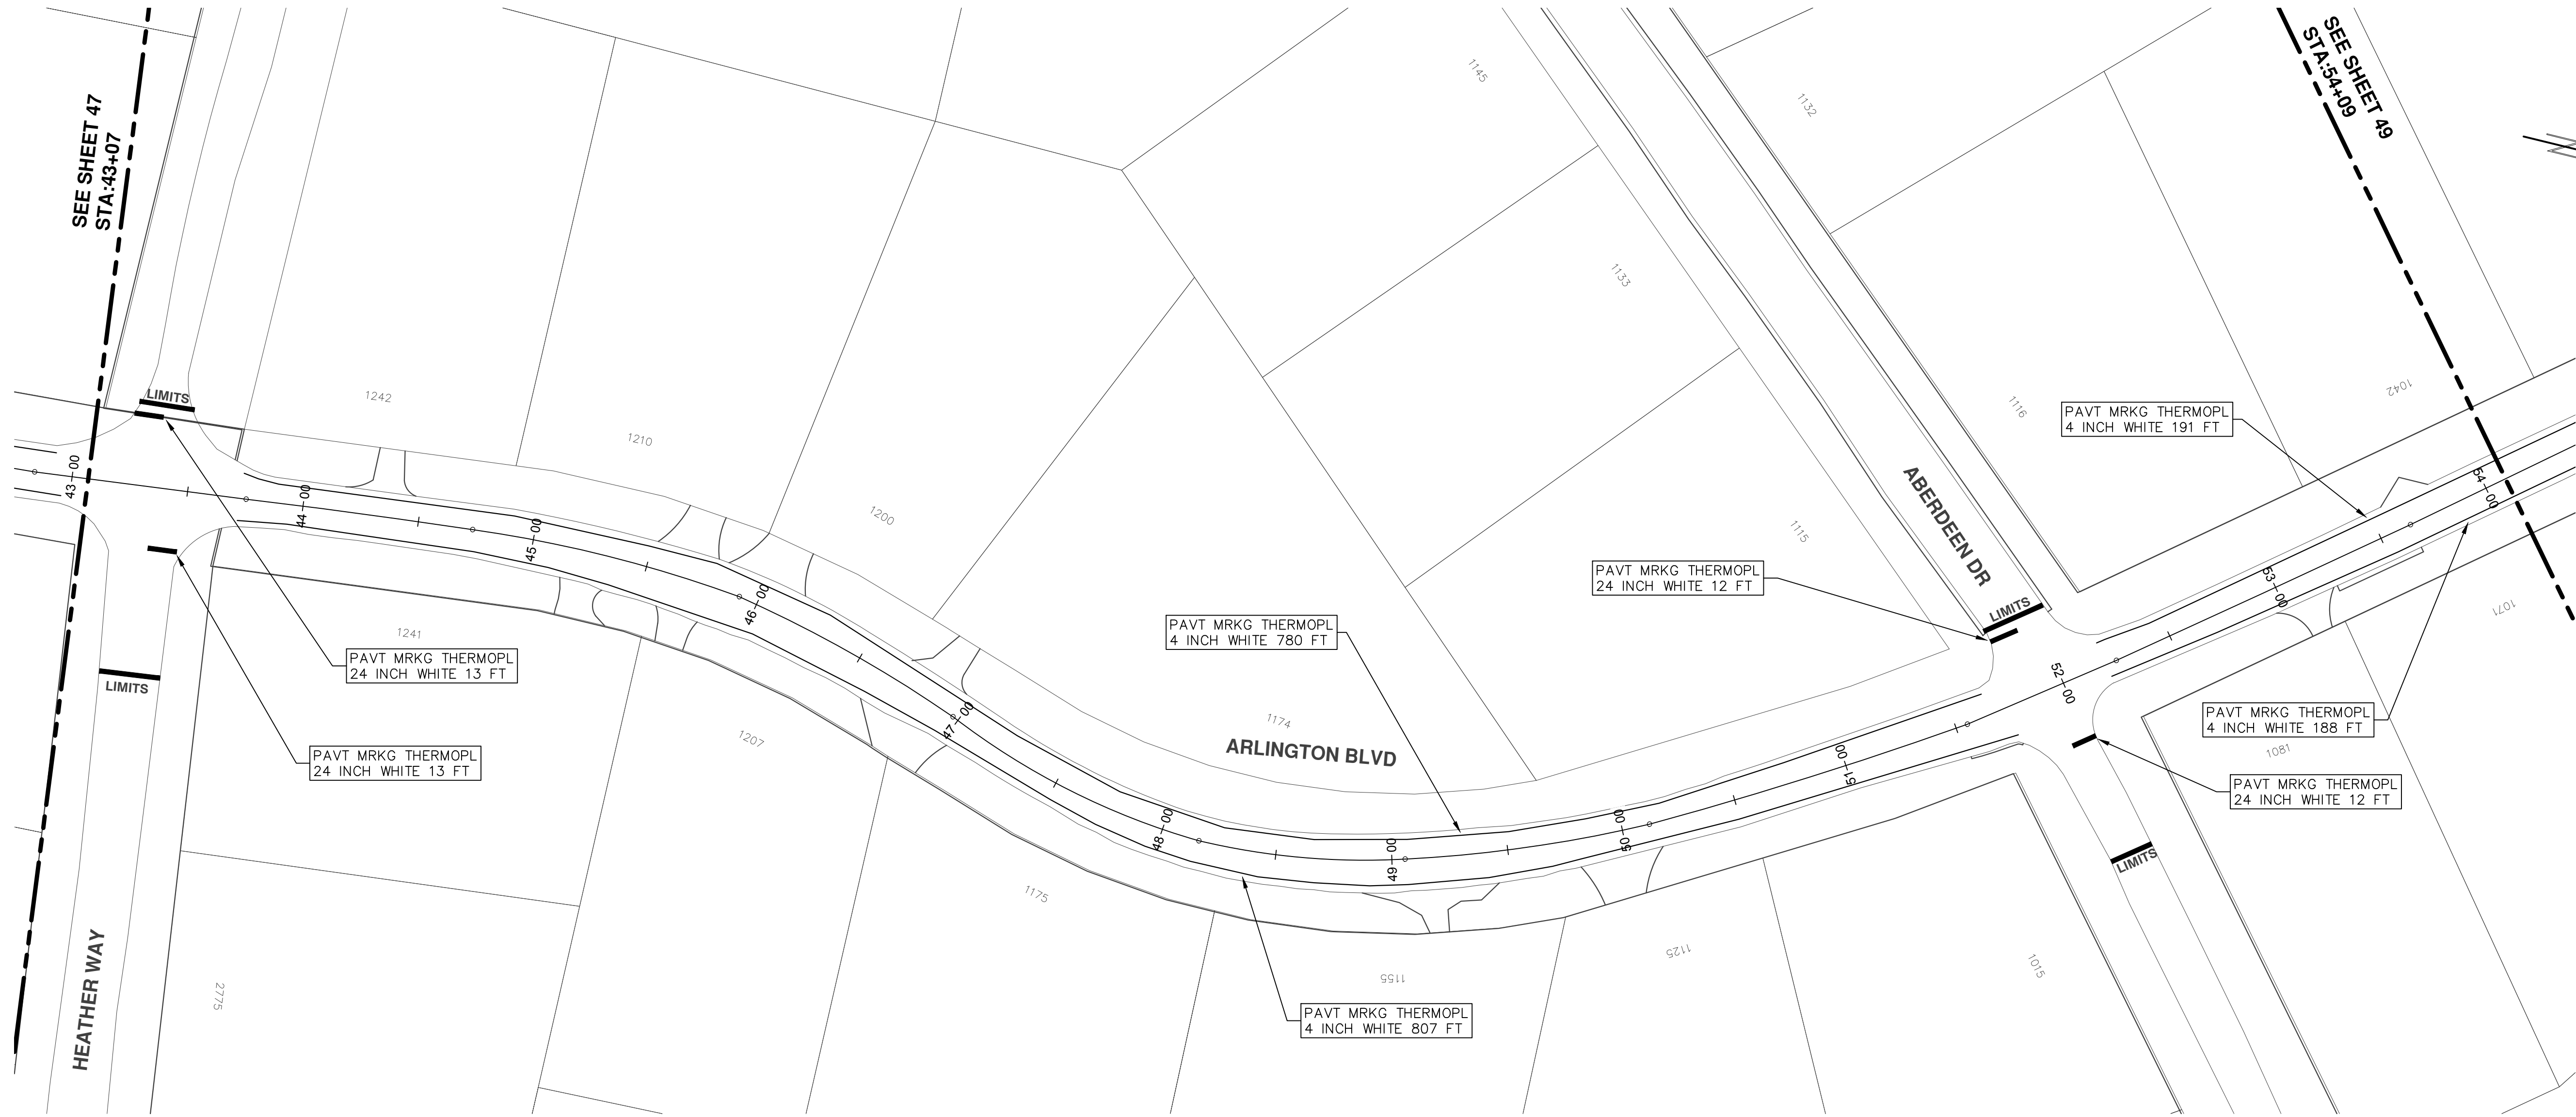 SEE SHEET 47
STA:43+07
SEE SHEET 49
STA:54+09
1145
1132
1133
1042
1116
1115
1242
1210
1200
LIMITS
43-00
44-00
45-00
46-00
47-00
48-00
49-00
50-00
51-00
52-00
53-00
54-00
PAVT MRKG THERMOPL
4 INCH WHITE 191 FT
ABERDEEN DR
PAVT MRKG THERMOPL
24 INCH WHITE 12 FT
LIMITS
1071
PAVT MRKG THERMOPL
4 INCH WHITE 780 FT
1241
PAVT MRKG THERMOPL
24 INCH WHITE 13 FT
LIMITS
PAVT MRKG THERMOPL
24 INCH WHITE 13 FT
1207
1174
ARLINGTON BLVD
PAVT MRKG THERMOPL
4 INCH WHITE 188 FT
1081
PAVT MRKG THERMOPL
24 INCH WHITE 12 FT
LIMITS
1175
1155
1125
1015
HEATHER WAY
2775
PAVT MRKG THERMOPL
4 INCH WHITE 807 FT